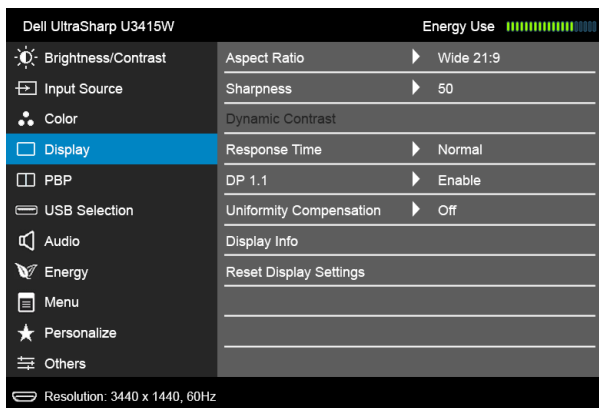 Dell UltraSharp U3415W Energy Use
Brightness/Contrast Aspect Ratio Wide 21:9
Input Source Sharpness 50
Color Dynamic Contrast
Display Response Time Normal
PBP DP 1.1 Enable
USB Selection Uniformity Compensation Off
Audio Display Info
Energy Reset Display Settings
Menu
Personalize
Others
Resolution: 3440 x 1440, 60Hz